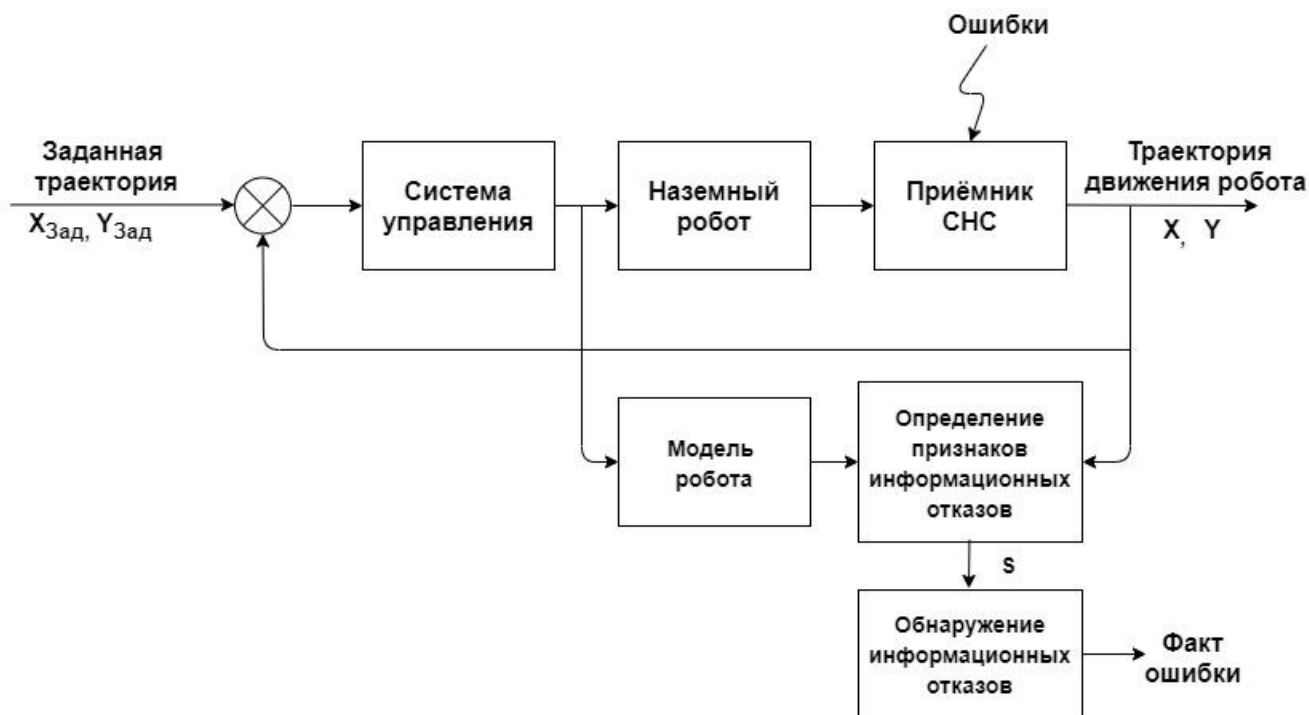 Ошибки
Заданная
траектория
XЗад, YЗад
Система
управления
Наземный
робот
Приёмник
СНС
Траектория
движения робота
X, Y
Модель
робота
Определение
признаков
информационных
отказов
S
Обнаружение
информационных
отказов
Факт
ошибки